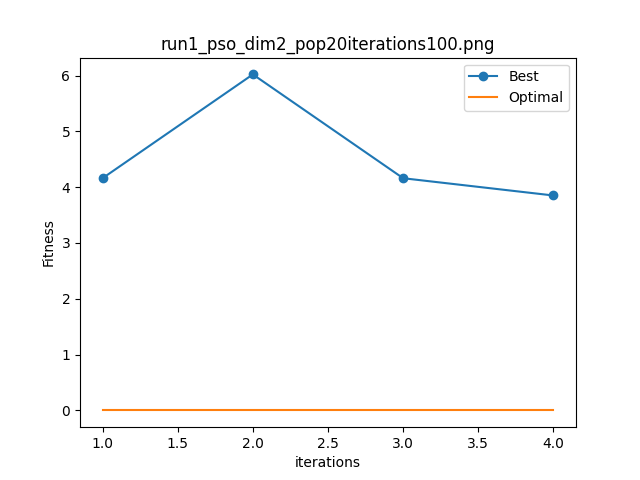 run1_pso_dim2_pop20iterations100.png
Best
Optimal
Fitness
6
5
4
3
2
1
0
1.0 1.5 2.0 2.5 3.0 3.5 4.0
iterations